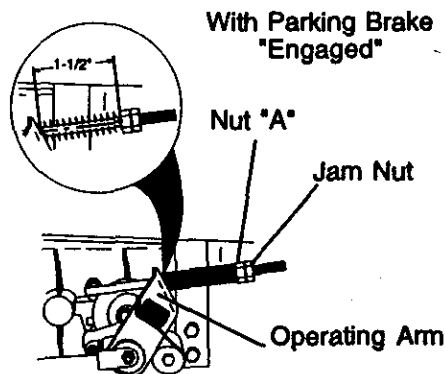 With Parking Brake
"Engaged"
1-1/2"
Nut "A"
Jam Nut
Operating Arm